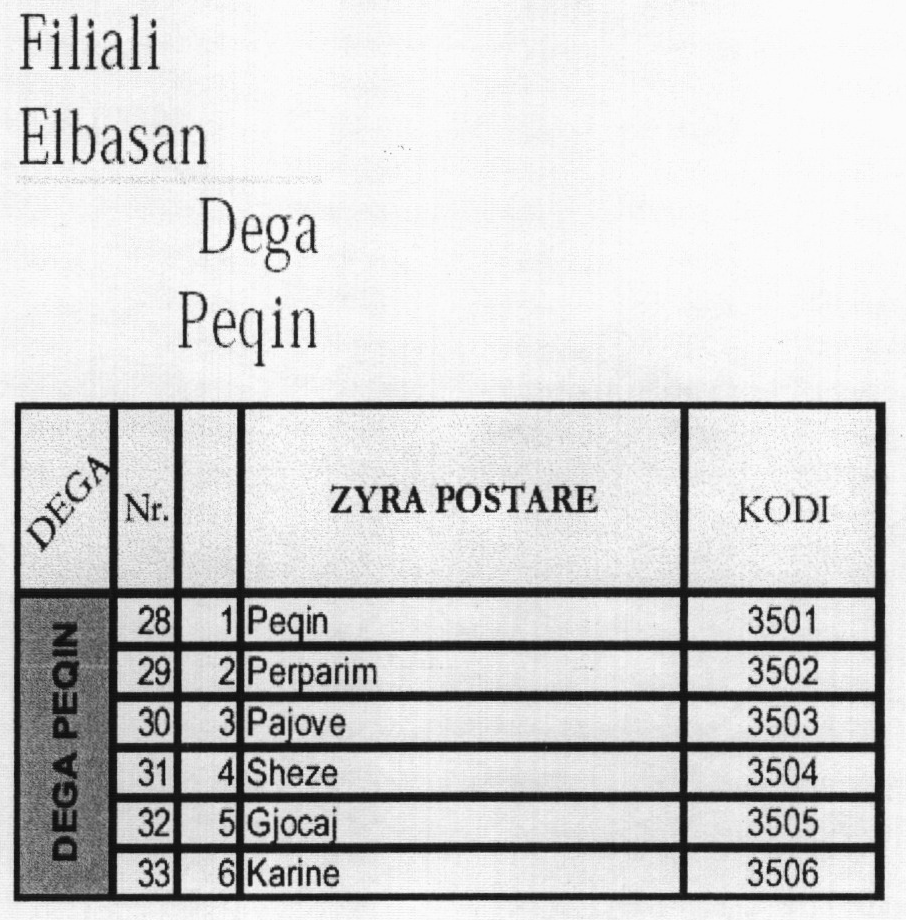 Filiali
Elbasan
Dega
Peqin
DEGA Nr. ZYRA POSTARE KODI
DEGA PEQIN
28 1 Peqin 3501
29 2 Perparim 3502
30 3 Pajove 3503
31 4 Sheze 3504
32 5 Gjocaj 3505
33 6 Karine 3506